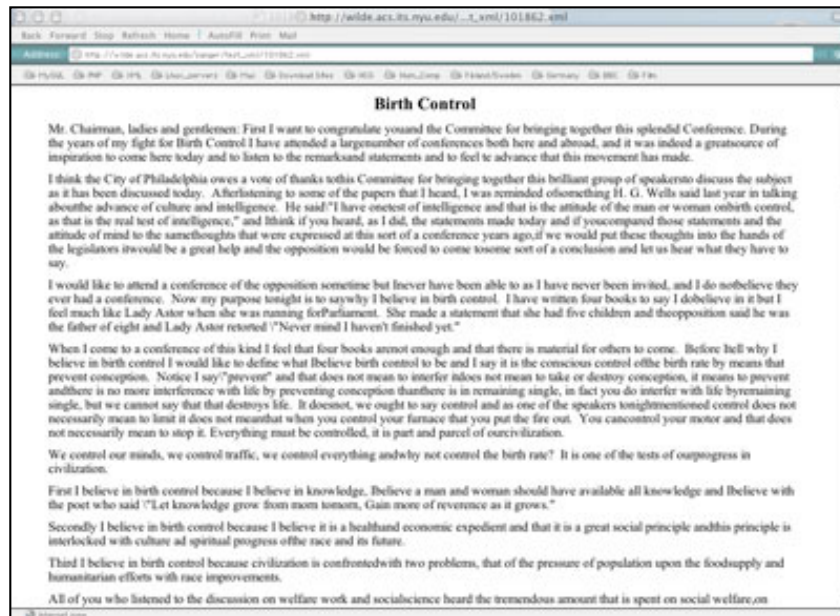 http://wilde.acs.its.nyu.edu/..t_xml/101862.xml
Back Forward Stop Refresh Home AutoFill Print Mail
Address
Birth Control
Mr. Chairman, ladies and gentlemen: First I want to congratulate youand the Committee for bringing together this splendid Conference. During
the years of my fight for Birth Control I have attended a largenumber of conferences both here and abroad, and it was indeed a greatsource of
inspiration to come here today and to listen to the remarksand statements and to feel te advance that this movement has made.
I think the City of Philadelphia owes a vote of thanks tothis Committee for bringing together this brilliant group of speakersto discuss the subject
as it has been discussed today. Afterlistening to some of the papers that I heard, I was reminded ofsomething H. G. Wells said last year in talking
aboutthe advance of culture and intelligence. He said\"I have onetest of intelligence and that is the attitude of the man or woman onbirth control,
as that is the real test of intelligence," and Ithink if you heard, as I did, the statements made today and if youcompared those statements and the
attitude of mind to the samethoughts that were expressed at this sort of a conference years ago,if we would put these thoughts into the hands of
the legislators itwould be a great help and the opposition would be forced to come tosome sort of a conclusion and let us hear what they have to
say.
I would like to attend a conference of the opposition sometime but Inever have been able to as I have never been invited, and I do notbelieve they
ever had a conference. Now my purpose tonight is to saywhy I believe in birth control. I have written four books to say I dobelieve in it but I
feel much like Lady Astor when she was running forParliament. She made a statement that she had five children and theopposition said he was
the father of eight and Lady Astor retorted \"Never mind I haven't finished yet."
When I come to a conference of this kind I feel that four books arenot enough and that there is material for others to come. Before Itell why I
believe in birth control I would like to define what Ibelieve birth control to be and I say it is the conscious control ofthe birth rate by means that
prevent conception. Notice I say\"prevent" and that does not mean to interfer itdoes not mean to take or destroy conception, it means to prevent
andthere is no more interference with life by preventing conception thanthere is in remaining single, in fact you do interfer with life byremaining
single, but we cannot say that that destroys life. It doesnot, we ought to say control and as one of the speakers tonightmentioned control does not
necessarily mean to limit it does not meanthat when you control your furnace that you put the fire out. You cancontrol your motor and that does
not necessarily mean to stop it. Everything must be controlled, it is part and parcel of ourcivilization.
We control our minds, we control traffic, we control everything andwhy not control the birth rate? It is one of the tests of ourprogress in
civilization.
First I believe in birth control because I believe in knowledge, Ibelieve a man and woman should have available all knowledge and Ibelieve with
the poet who said \"Let knowledge grow from mom tomom, Gain more of reverence as it grows."
Secondly I believe in birth control because I believe it is a healthand economic expedient and that it is a great social principle andthis principle is
interlocked with culture ad spiritual progress ofthe race and its future.
Third I believe in birth control because civilization is confrontedwith two problems, that of the pressure of population upon the foodsupply and
humanitarian efforts with race improvements.
All of you who listened to the discussion on welfare work and socialscience heard the tremendous amount that is spent on social welfare,on